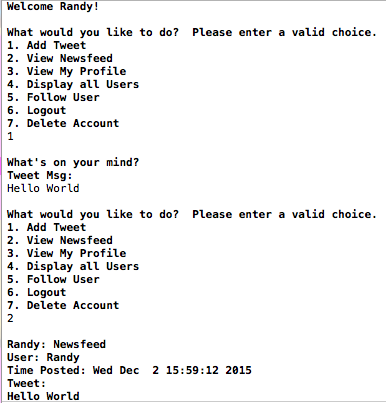 Welcome Randy!
What would you like to do?  Please enter a valid choice.
1. Add Tweet
2. View Newsfeed
3. View My Profile
4. Display all Users
5. Follow User
6. Logout
7. Delete Account
1
What's on your mind?
Tweet Msg:
Hello World
What would you like to do?  Please enter a valid choice.
1. Add Tweet
2. View Newsfeed
3. View My Profile
4. Display all Users
5. Follow User
6. Logout
7. Delete Account
2
Randy: Newsfeed
User: Randy
Time Posted: Wed Dec  2 15:59:12 2015
Tweet:
Hello World